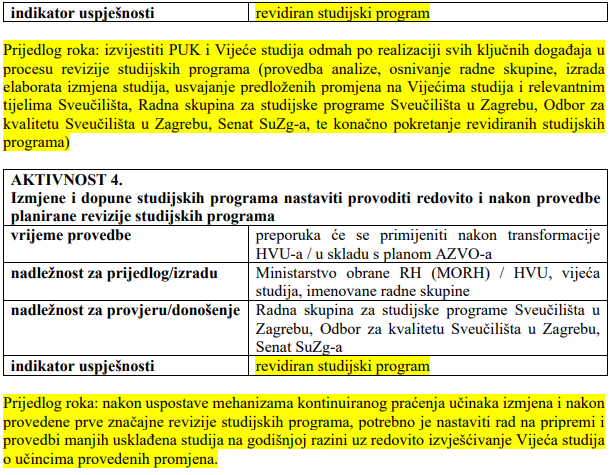 indikator uspješnosti revidiran studijski program
Prijedlog roka: izvijestiti PUK i Vijeće studija odmah po realizaciji svih ključnih događaja u
procesu revizije studijskih programa (provedba analize, osnivanje radne skupine, izrada
elaborata izmjena studija, usvajanje predloženih promjena na Vijećima studija i relevantnim
tijelima Sveučilišta, Radna skupina za studijske programe Sveučilišta u Zagrebu, Odbor za
kvalitetu Sveučilišta u Zagrebu, Senat SuZg-a, te konačno pokretanje revidiranih studijskih
programa)
AKTIVNOST 4.
Izmjene i dopune studijskih programa nastaviti provoditi redovito i nakon provedbe
planirane revizije studijskih programa
vrijeme provedbe preporuka će se primijeniti nakon transformacije
HVU-a / u skladu s planom AZVO-a
nadležnost za prijedlog/izradu Ministarstvo obrane RH (MORH) / HVU, vijeća
studija, imenovane radne skupine
nadležnost za provjeru/donošenje Radna skupina za studijske programe Sveučilišta u
Zagrebu, Odbor za kvalitetu Sveučilišta u Zagrebu,
Senat SuZg-a
indikator uspješnosti revidiran studijski program
Prijedlog roka: nakon uspostave mehanizama kontinuiranog praćenja učinaka izmjena i nakon
provedene prve značajne revizije studijskih programa, potrebno je nastaviti rad na pripremi i
provedbi manjih usklađena studija na godišnjoj razini uz redovito izvješćivanje Vijeća studija
o učincima provedenih promjena.